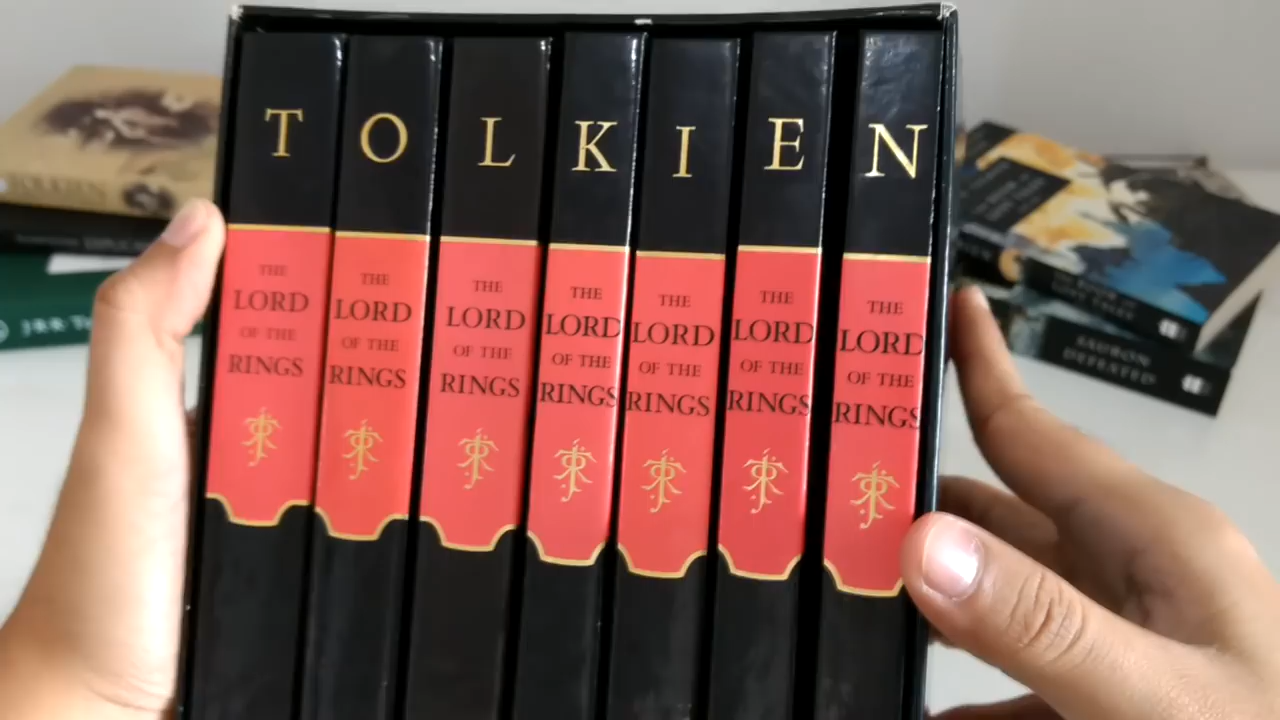 T
THE
LORD
OF THE
RINGS
O
THE
LORD
OF THE
RINGS
L
THE
LORD
OF THE
RINGS
K
THE
LORD
OF THE
RINGS
I
THE
LORD
OF THE
RINGS
E
THE
LORD
OF THE
RINGS
N
THE
LORD
OF THE
RINGS
TOLKIEN
JRR
SAURON
DEFEATED